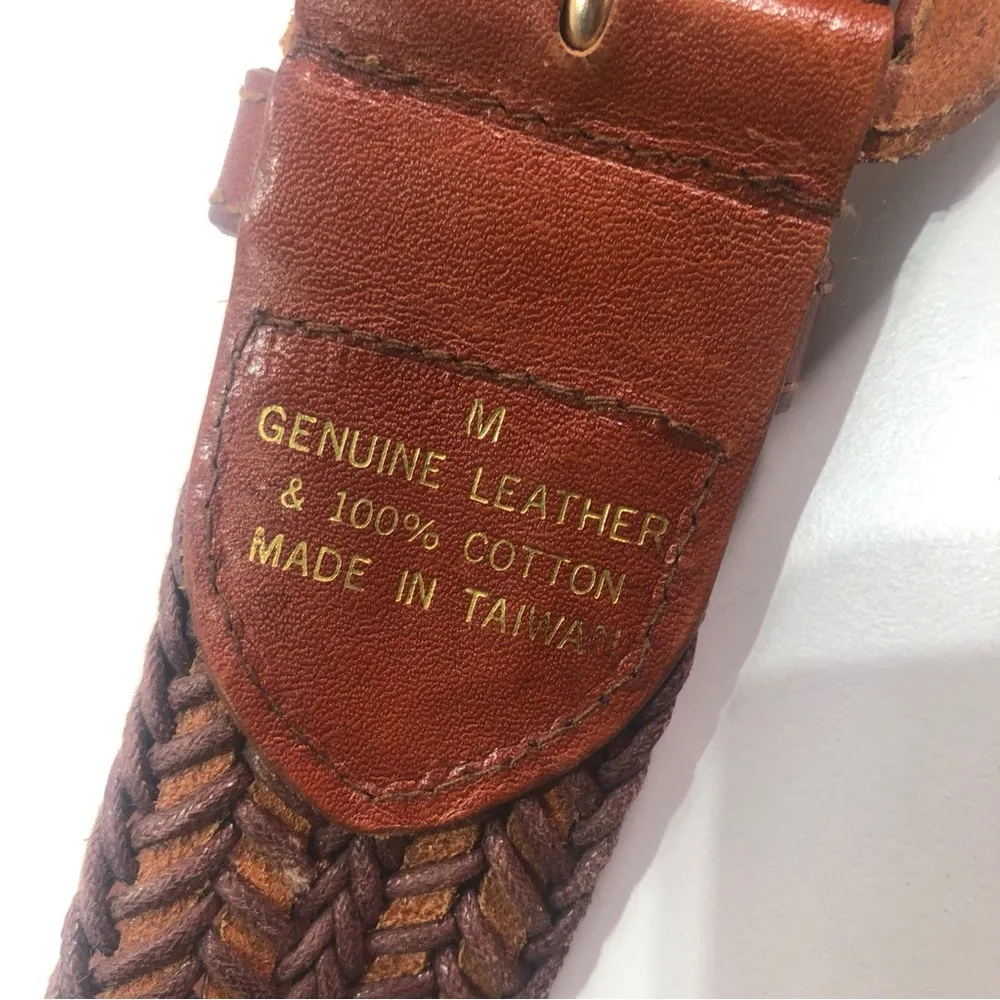 M
GENUINE LEATHER
& 100% COTTON
MADE IN TAIWAN